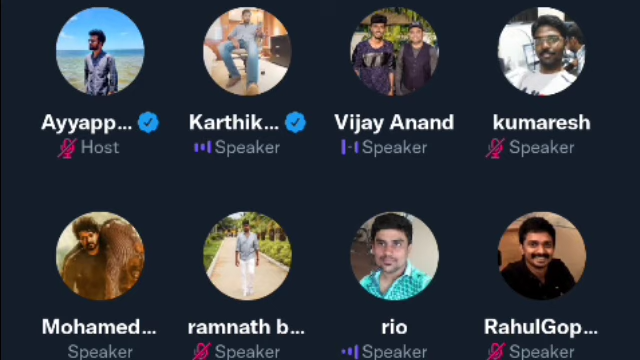 Ayyapp... Karthik... Vijay Anand kumaresh
Host Speaker Speaker Speaker
Mohamed... ramnath b... rio RahulGop...
Speaker Speaker Speaker Speaker